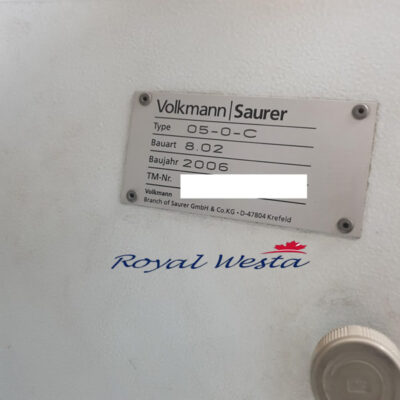 Volkmann|Saurer
Type 05-0-C
Bauart 8.02
Baujahr 2006
TM-Nr.
Volkmann
Branch of Saurer GmbH & Co.KG • D-47804 Krefeld
Royal Westa